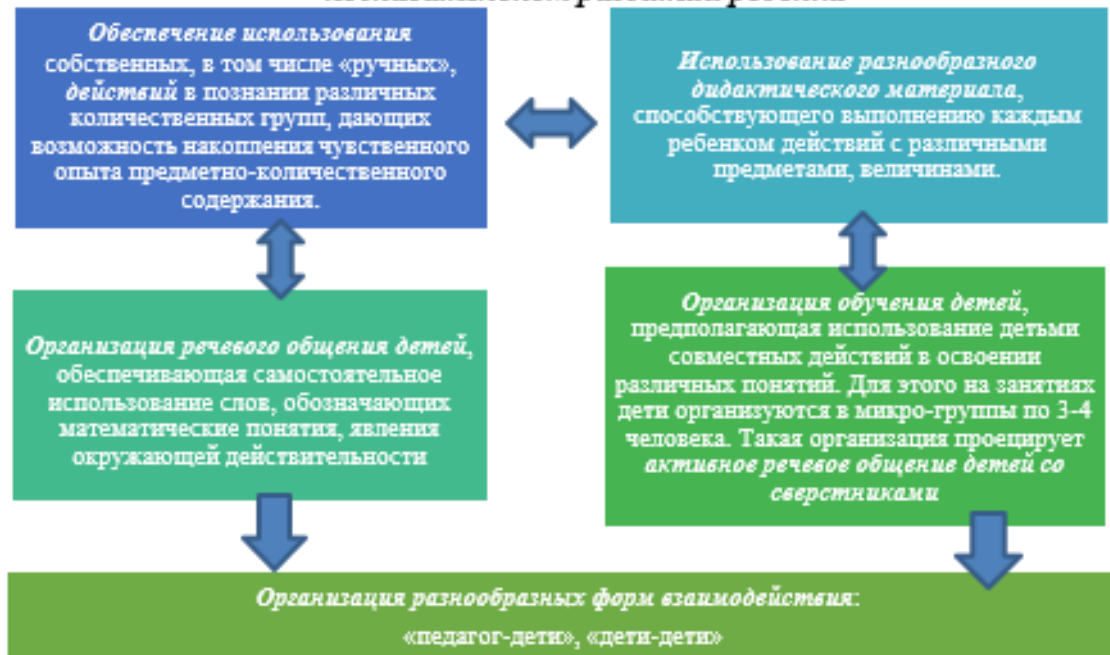 Обеспечение использования
собственных, в том числе «ручных»,
действий в познании различных
количественных групп, дающих
возможность накопления чувственного
опыта предметно-количественного
содержания.
Использование разнообразного
дидактического материала,
способствующего выполнению каждым
ребенком действий с различными
предметами, величинами.
Организация речевого общения детей,
обеспечивающая самостоятельное
использование слов, обозначающих
математические понятия, явления
окружающей действительности
Организация обучения детей,
предполагающая использование детьми
совместных действий в освоении
различных понятий. Для этого на занятиях
дети организуются в микро-группы по 3-4
человека. Такая организация проецирует
активное речевое общение детей со
сверстниками
Организация разнообразных форм взаимодействия:
«педагог-дети», «дети-дети»